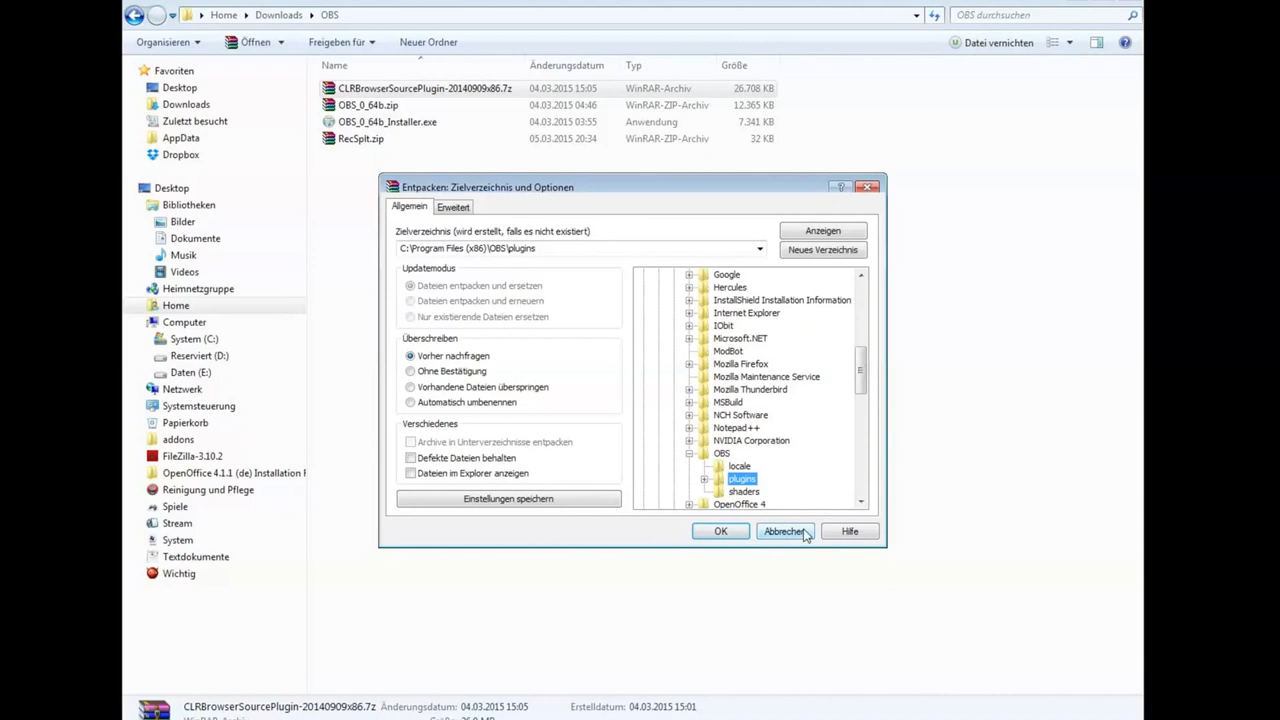 Home ▸ Downloads ▸ OBS
OBS durchsuchen
Organisieren
Öffnen
Freigeben für
Neuer Ordner
Datei vernichten
Name
Änderungsdatum
Typ
Größe
CLRBrowserSourcePlugin-20140909x86.7z 04.03.2015 15:05 WinRAR-Archiv 26.708 KB
OBS_0_64b.zip 04.03.2015 04:46 WinRAR-ZIP-Archiv 12.365 KB
OBS_0_64b_Installer.exe 04.03.2015 03:55 Anwendung 7.341 KB
RecSplt.zip 05.03.2015 20:34 WinRAR-ZIP-Archiv 32 KB
Favoriten
Desktop
Downloads
Zuletzt besucht
AppData
Dropbox
Desktop
Bibliotheken
Bilder
Dokumente
Musik
Videos
Heimnetzgruppe
Home
Computer
System (C:)
Reserviert (D:)
Daten (E:)
Netzwerk
Systemsteuerung
Papierkorb
addons
FileZilla-3.10.2
OpenOffice 4.1.1 (de) Installation F
Reinigung und Pflege
Spiele
Stream
System
Textdokumente
Wichtig
Entpacken: Zielverzeichnis und Optionen
Allgemein
Erweitert
Zielverzeichnis (wird erstellt, falls es nicht existiert)
C:\Program Files (x86)\OBS\plugins
Anzeigen
Neues Verzeichnis
Updatemodus
Dateien entpacken und ersetzen
Dateien entpacken und erneuern
Nur existierende Dateien ersetzen
Überschreiben
Vorher nachfragen
Ohne Bestätigung
Vorhandene Dateien überspringen
Automatisch umbenennen
Verschiedenes
Archive in Unterverzeichnisse entpacken
Defekte Dateien behalten
Dateien im Explorer anzeigen
Einstellungen speichern
Google
Hercules
InstallShield Installation Information
Internet Explorer
IObit
Microsoft.NET
ModBot
Mozilla Firefox
Mozilla Maintenance Service
Mozilla Thunderbird
MSBuild
NCH Software
Notepad++
NVIDIA Corporation
OBS
locale
plugins
shaders
OpenOffice 4
OK
Abbrechen
Hilfe
CLRBrowserSourcePlugin-20140909x86.7z Änderungsdatum: 04.03.2015 15:05 Erstelldatum: 04.03.2015 15:01